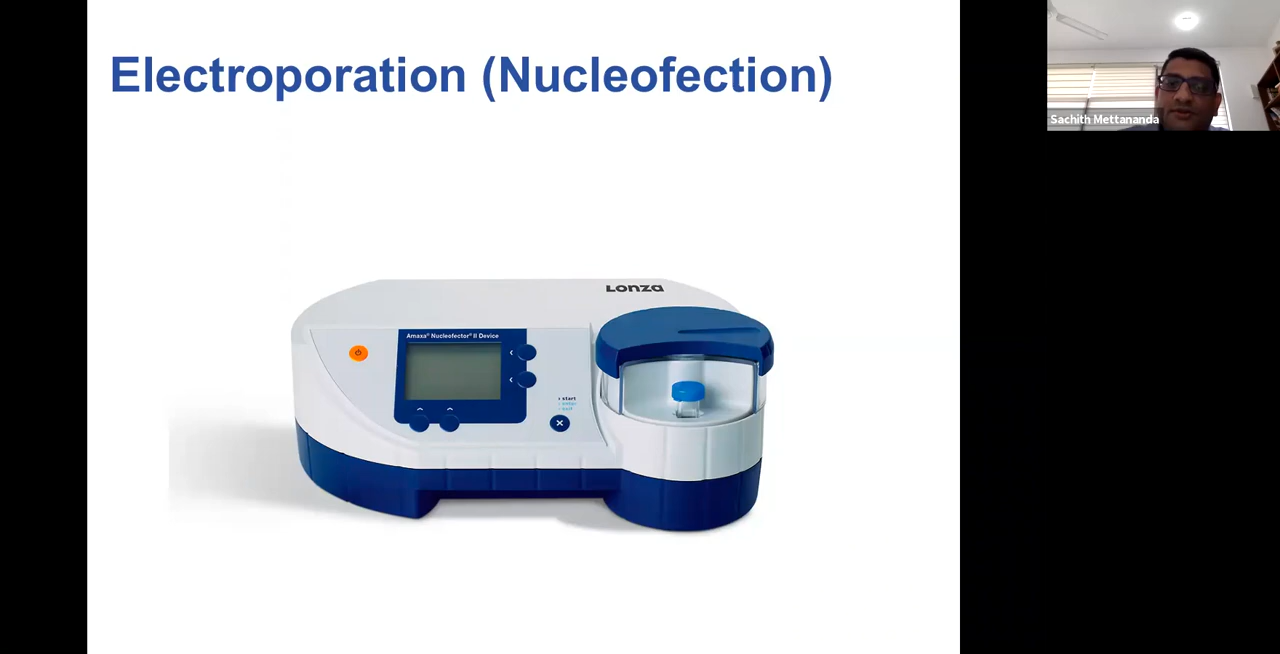 Electroporation (Nucleofection)
Sachith Mettananda
Lonza
Amaxa® Nucleofector® II Device
start